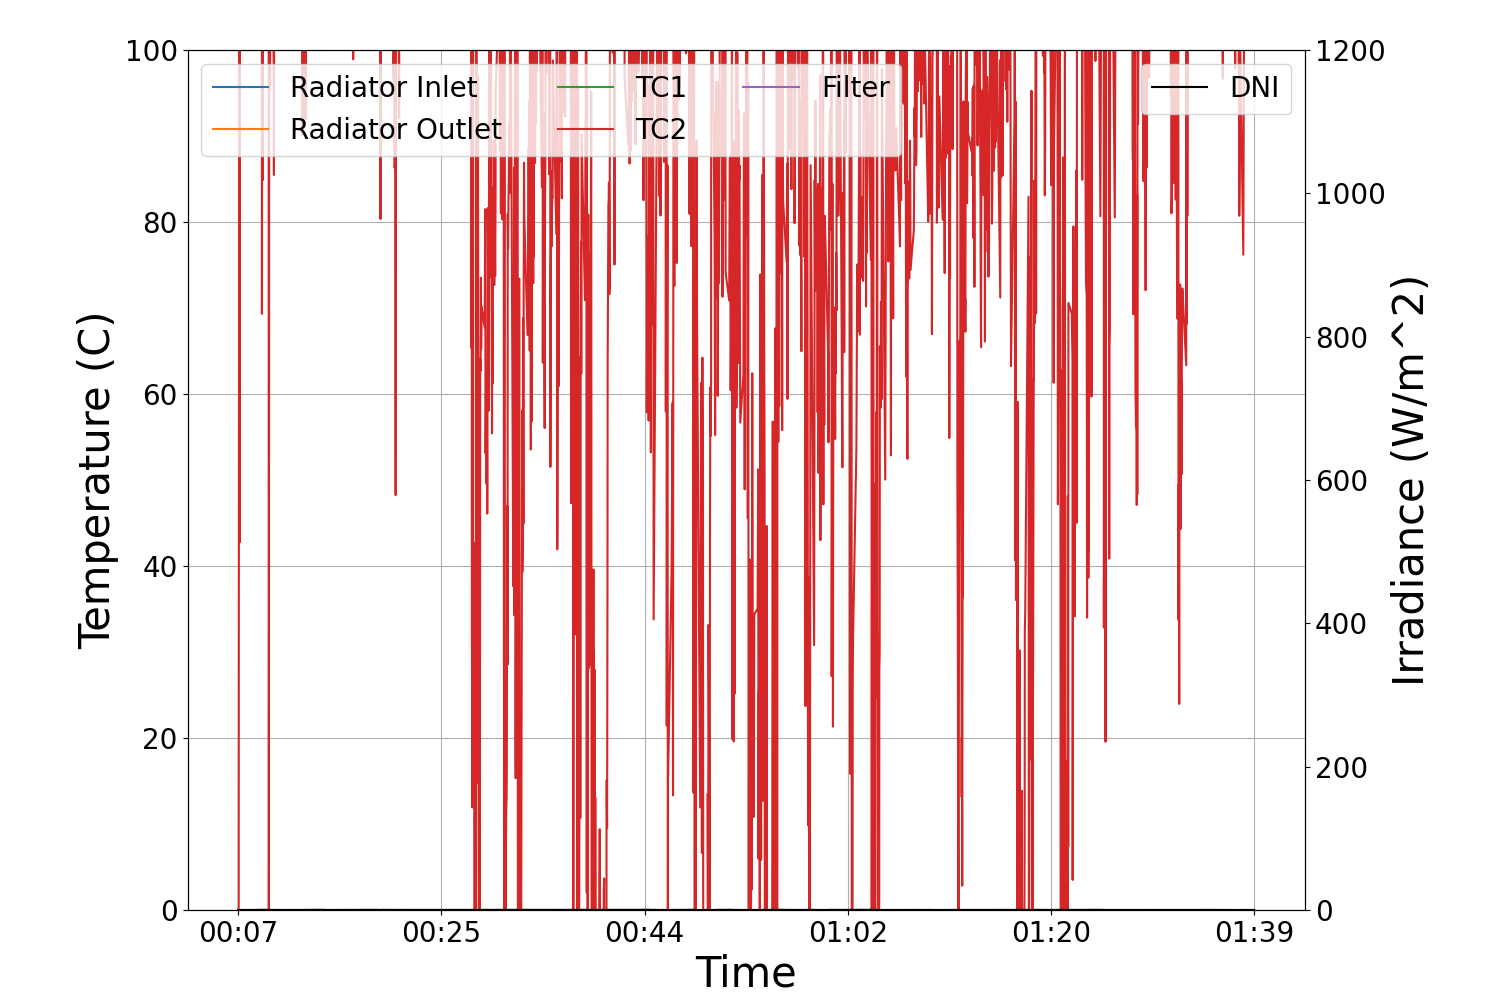 Radiator Inlet
Radiator Outlet
TC1
TC2
Filter
DNI
Temperature (C)
100
80
60
40
20
0
1200
1000
800
600
400
200
0
Irradiance (W/m^2)
00:07 00:25 00:44 01:02 01:20 01:39
Time